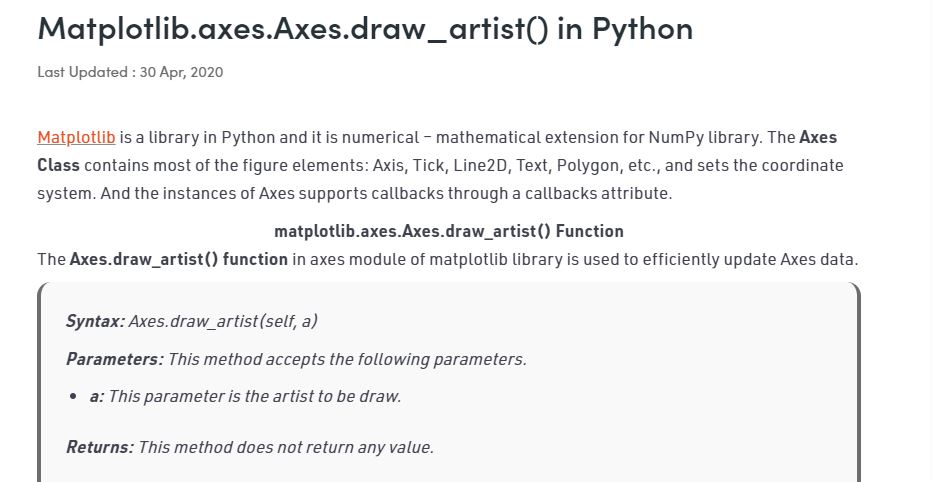 Matplotlib.axes.Axes.draw_artist() in Python
Last Updated : 30 Apr, 2020
Matplotlib is a library in Python and it is numerical – mathematical extension for NumPy library. The Axes
Class contains most of the figure elements: Axis, Tick, Line2D, Text, Polygon, etc., and sets the coordinate
system. And the instances of Axes supports callbacks through a callbacks attribute.
matplotlib.axes.Axes.draw_artist() Function
The Axes.draw_artist() function in axes module of matplotlib library is used to efficiently update Axes data.
Syntax: Axes.draw_artist(self, a)
Parameters: This method accepts the following parameters.
• a: This parameter is the artist to be draw.
Returns: This method does not return any value.